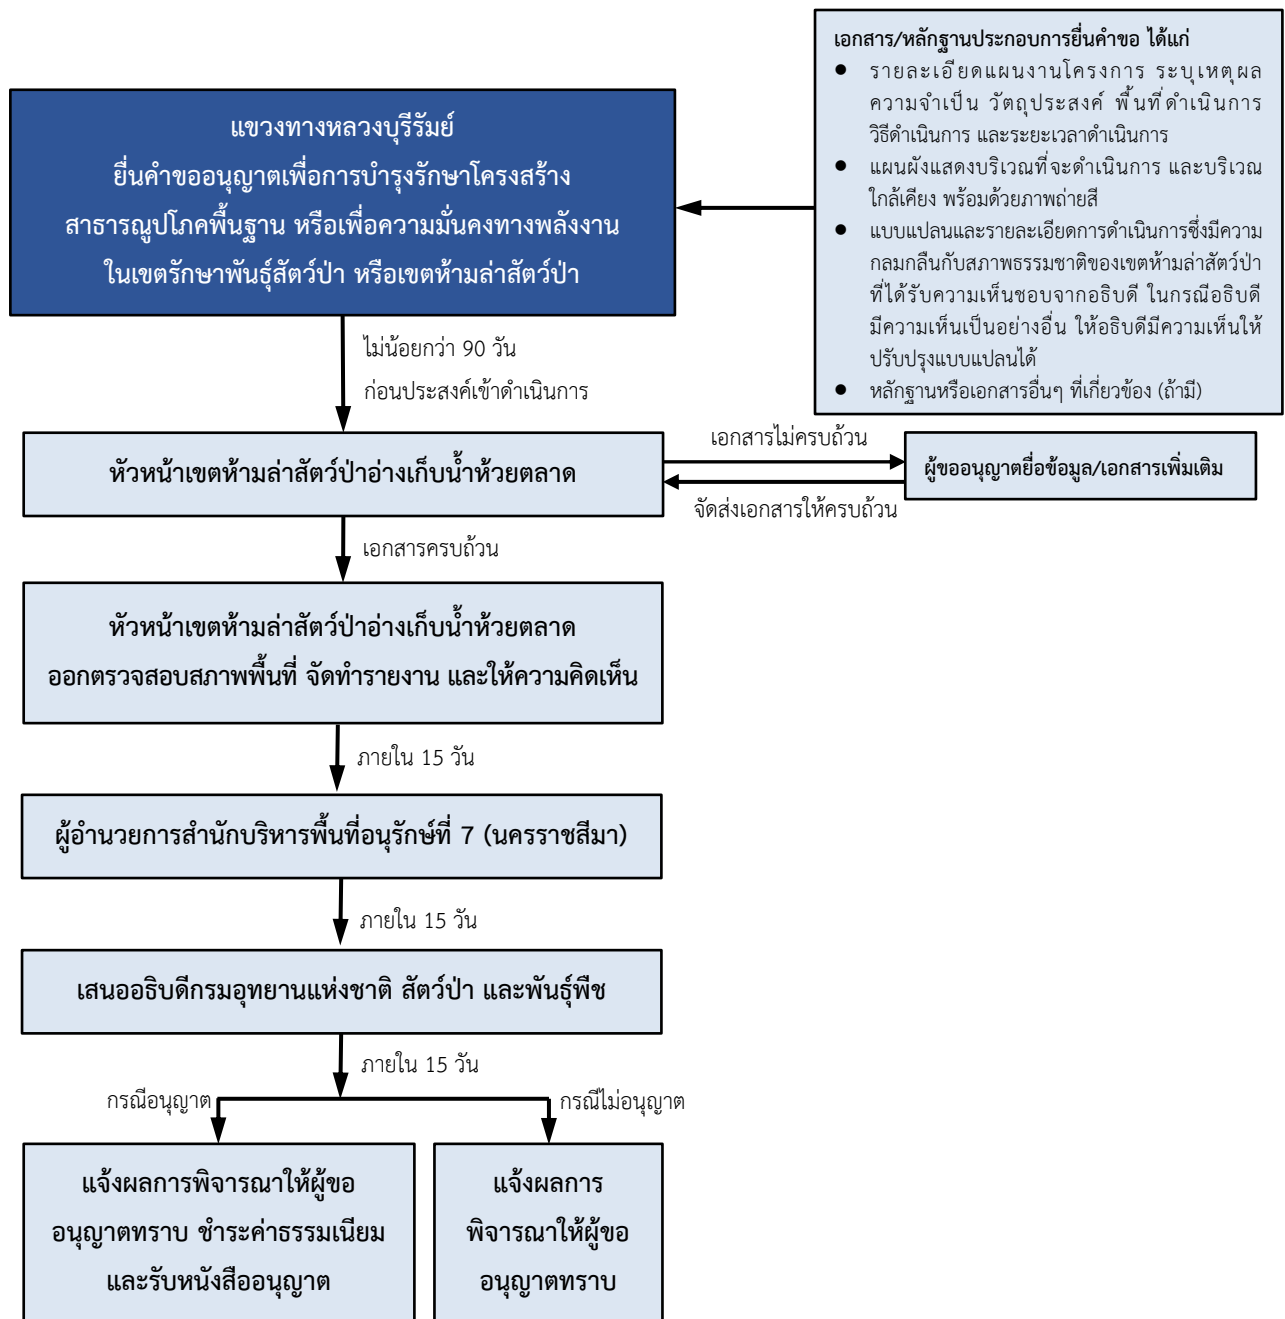 เอกสาร/หลักฐานประกอบการยื่นคำขอ ได้แก่
● รายละเอียดแผนงานโครงการ ระบุเหตุผล
ความจำเป็น วัตถุประสงค์ พื้นที่ดำเนินการ
วิธีดำเนินการ และระยะเวลาดำเนินการ
● แผนผังแสดงบริเวณที่จะดำเนินการ และบริเวณ
ใกล้เคียง พร้อมด้วยภาพถ่ายสี
● แบบแปลนและรายละเอียดการดำเนินการซึ่งมีความ
กลมกลืนกับสภาพธรรมชาติของเขตห้ามล่าสัตว์ป่า
ที่ได้รับความเห็นชอบจากอธิบดี ในกรณีอธิบดี
มีความเห็นเป็นอย่างอื่น ให้อธิบดีมีความเห็นให้
ปรับปรุงแบบแปลนได้
● หลักฐานหรือเอกสารอื่นๆ ที่เกี่ยวข้อง (ถ้ามี)
แขวงทางหลวงบุรีรัมย์
ยื่นคำขออนุญาตเพื่อการบำรุงรักษาโครงสร้าง
สาธารณูปโภคพื้นฐาน หรือเพื่อความมั่นคงทางพลังงาน
ในเขตรักษาพันธุ์สัตว์ป่า หรือเขตห้ามล่าสัตว์ป่า
ไม่น้อยกว่า 90 วัน
ก่อนประสงค์เข้าดำเนินการ
หัวหน้าเขตห้ามล่าสัตว์ป่าอ่างเก็บน้ำห้วยตลาด
เอกสารไม่ครบถ้วน
ผู้ขออนุญาตยื่อข้อมูล/เอกสารเพิ่มเติม
จัดส่งเอกสารให้ครบถ้วน
เอกสารครบถ้วน
หัวหน้าเขตห้ามล่าสัตว์ป่าอ่างเก็บน้ำห้วยตลาด
ออกตรวจสอบสภาพพื้นที่ จัดทำรายงาน และให้ความคิดเห็น
ภายใน 15 วัน
ผู้อำนวยการสำนักบริหารพื้นที่อนุรักษ์ที่ 7 (นครราชสีมา)
ภายใน 15 วัน
เสนออธิบดีกรมอุทยานแห่งชาติ สัตว์ป่า และพันธุ์พืช
ภายใน 15 วัน
กรณีอนุญาต
กรณีไม่อนุญาต
แจ้งผลการพิจารณาให้ผู้ขอ
อนุญาตทราบ ชำระค่าธรรมเนียม
และรับหนังสืออนุญาต
แจ้งผลการ
พิจารณาให้ผู้ขอ
อนุญาตทราบ